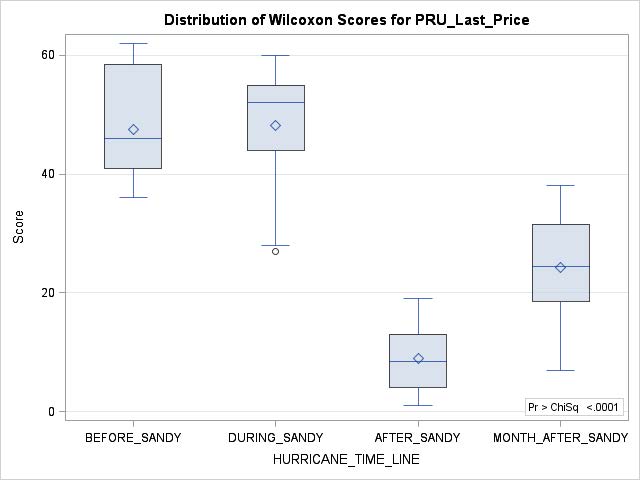 Distribution of Wilcoxon Scores for PRU_Last_Price
60
40
20
0
Score
Pr > ChiSq <.0001
BEFORE_SANDY DURING_SANDY AFTER_SANDY MONTH_AFTER_SANDY
HURRICANE_TIME_LINE